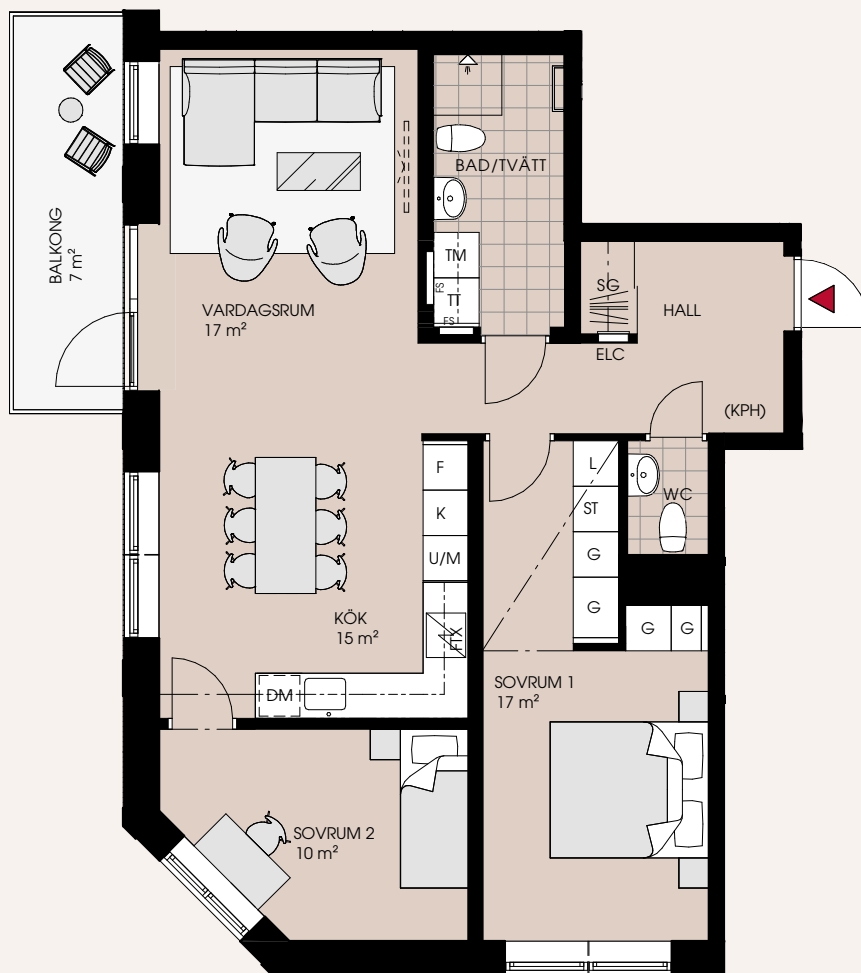 BAD/TVÄTT
BALKONG
7 m²
TM
FS
TT
FS
SG
HALL
VARDAGSRUM
17 m²
ELC
(KPH)
F
L
K
ST
WC
U/M
G
G
KÖK
15 m²
FTX
G
G
DM
SOVRUM 1
17 m²
SOVRUM 2
10 m²